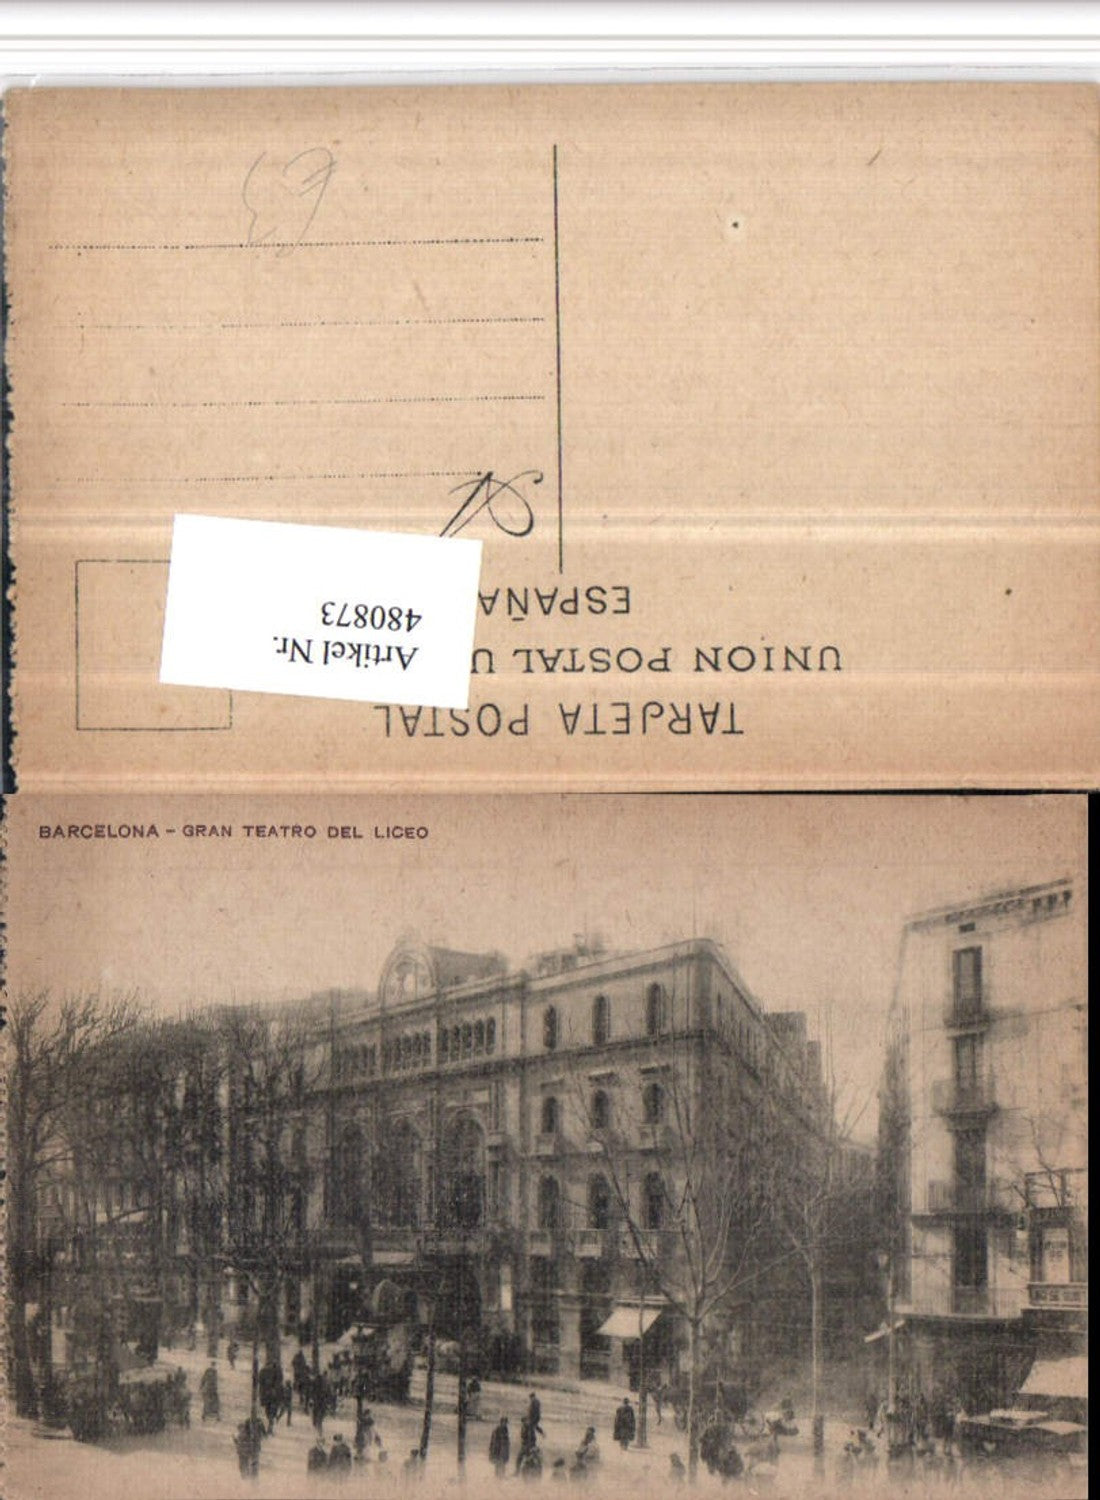 TARJETA POSTAL
UNION POSTAL U
ESPAÑA
Artikel Nr.
480873
BARCELONA - GRAN TEATRO DEL LICEO